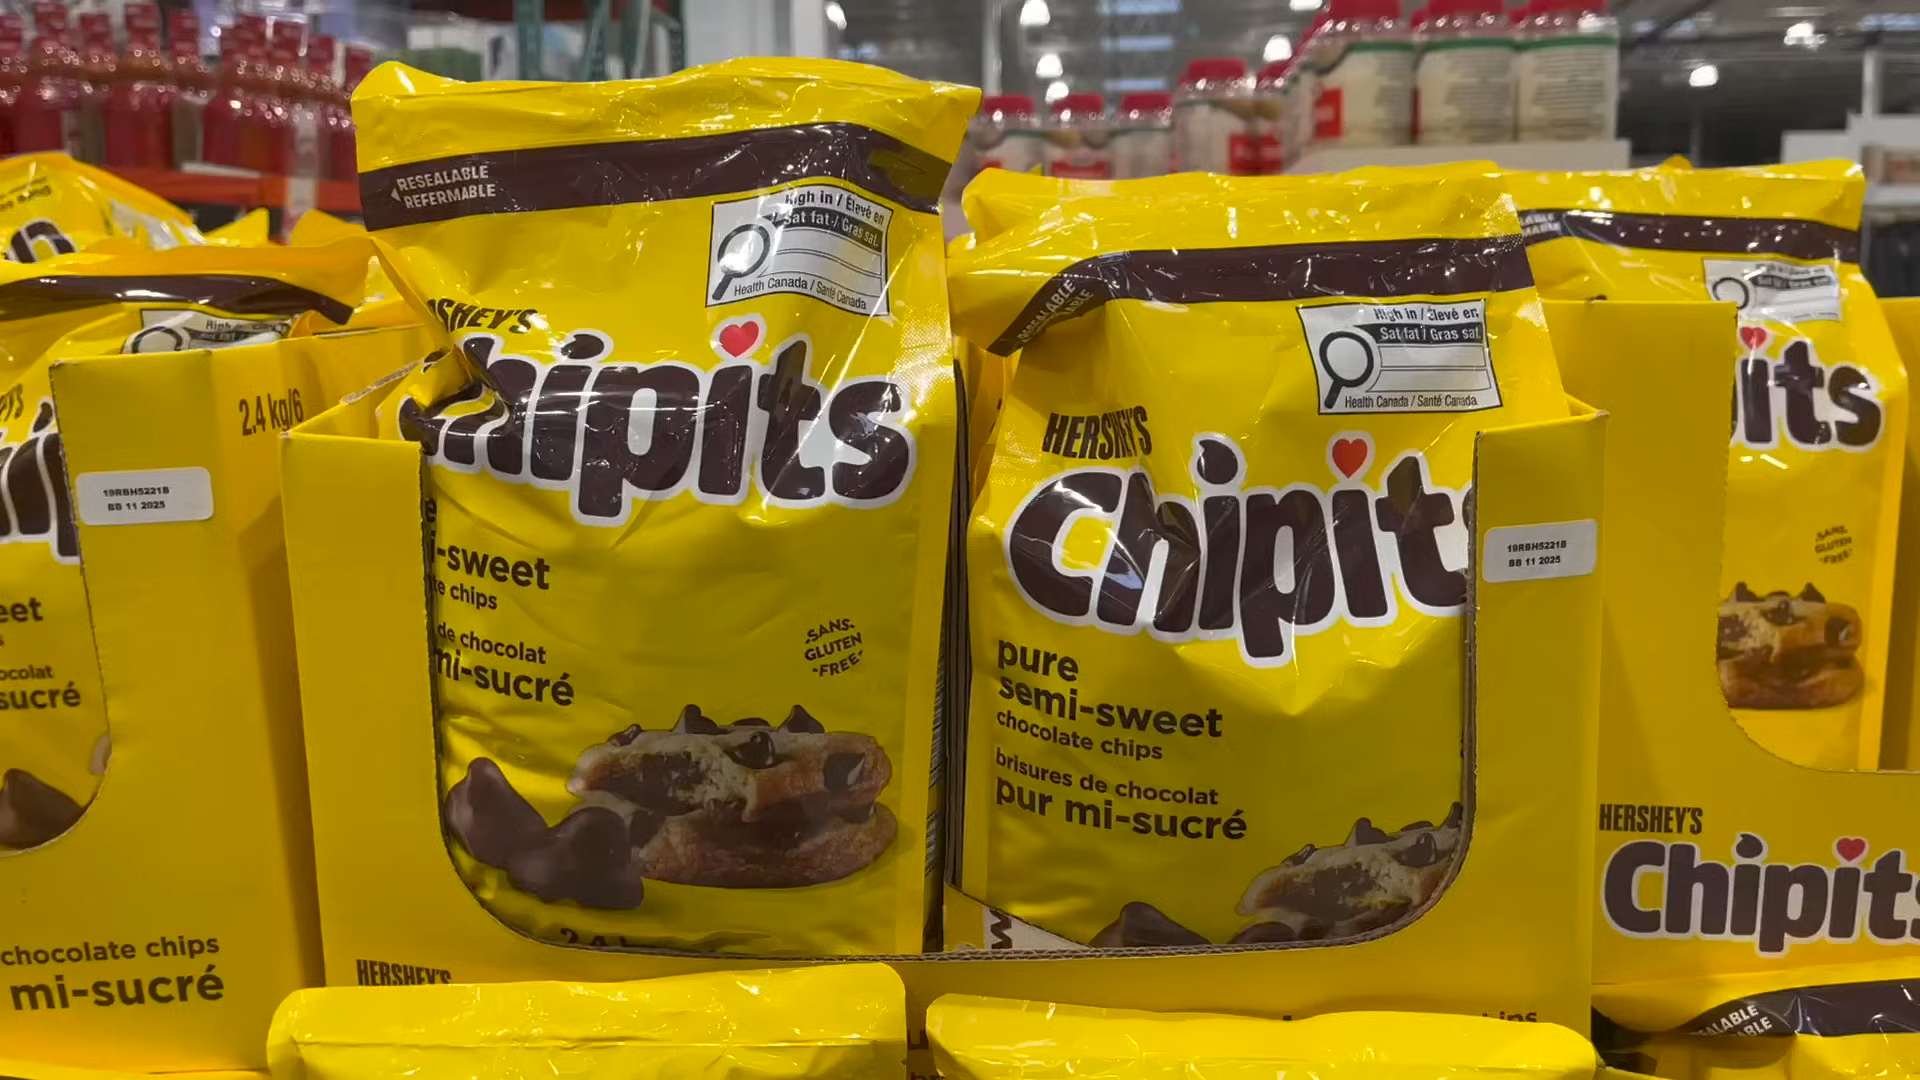 RESEALABLE
REFERMABLE
High in / Élevé en
Sat fat / Gras sat.
Health Canada / Santé Canada
HERSHEY'S
Chipits
i-sweet
chips
de chocolat
mi-sucré
SANS
GLUTEN
FREE
HERSHEY'S
RESEALABLE
High in / Élevé en
Sat fat / Gras sat.
Health Canada / Santé Canada
HERSHEY'S
Chipits
pure
semi-sweet
chocolate chips
brisures de chocolat
pur mi-sucré
19RBH5221B
BB 11 2025
2.4 kg/6
19RBH5221B
BB 11 2025
sucré
chocolate chips
mi-sucré
its
SANS
GLUTEN
FREE
HERSHEY'S
Chipits